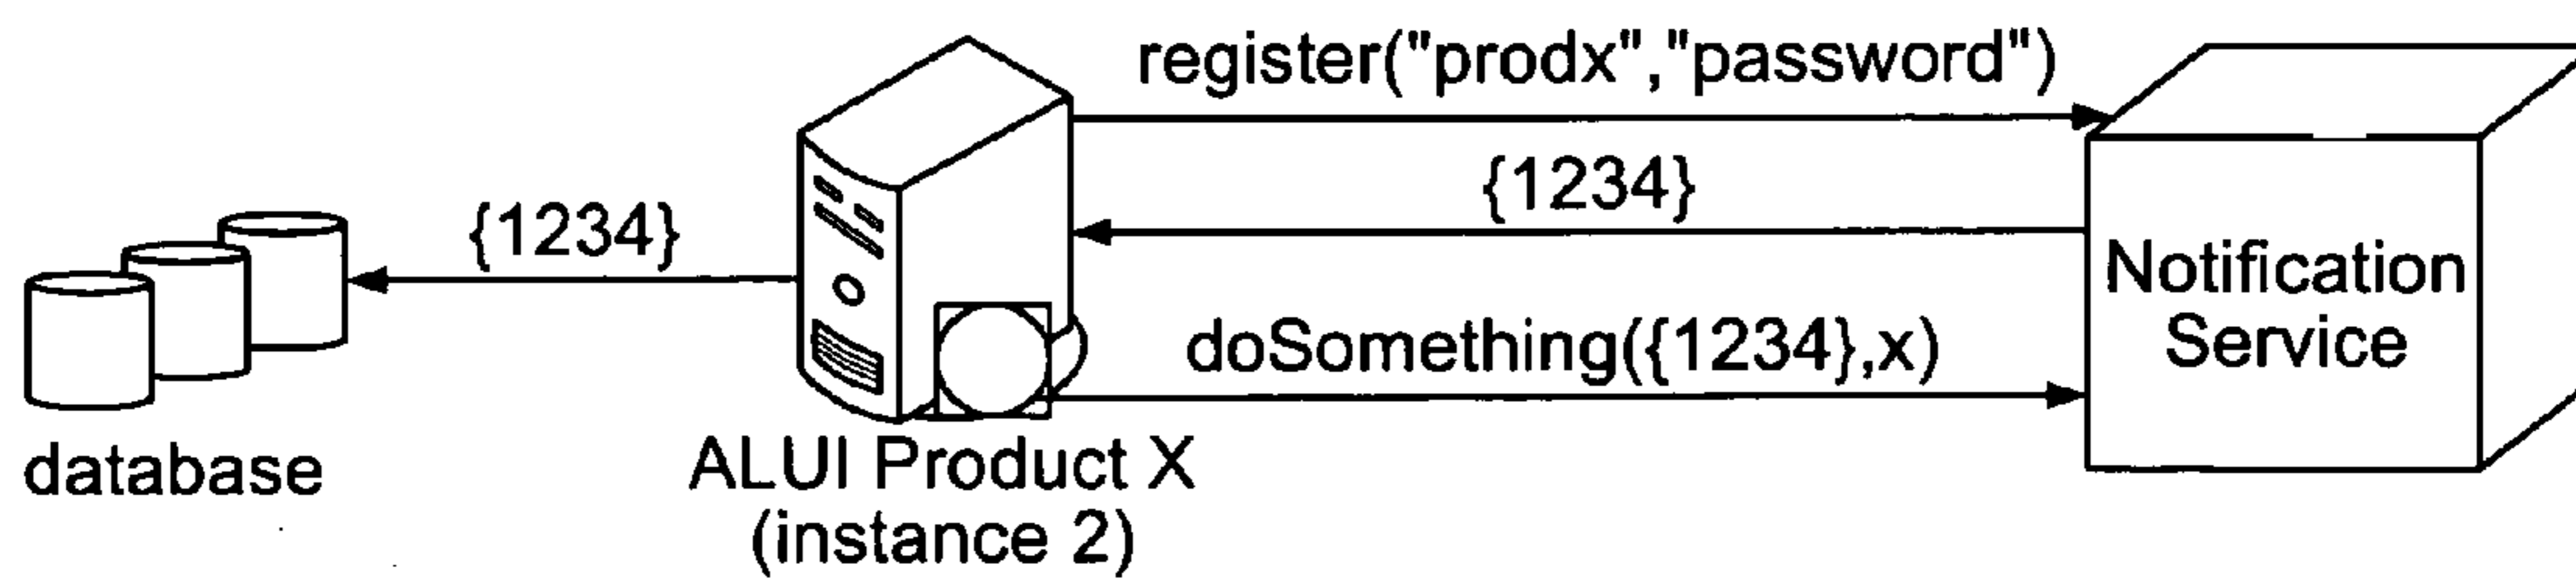 register("prodx","password")
{1234}
{1234}
Notification
Service
doSomething({1234},x)
database
ALUI Product X
(instance 2)